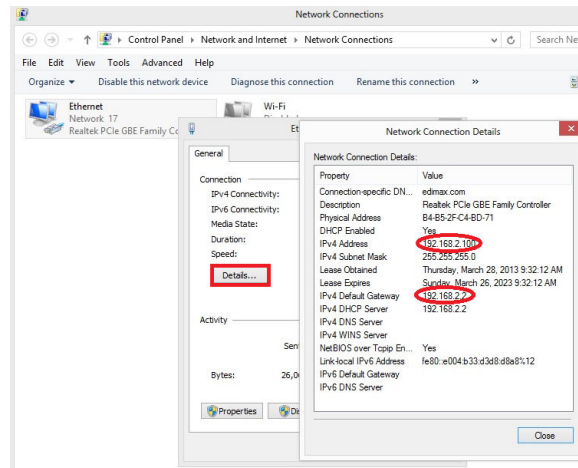 Network Connections
Control Panel Network and Internet Network Connections
Search Ne
File Edit View Tools Advanced Help
Organize Disable this network device Diagnose this connection Rename this connection »
Ethernet
Network 17
Realtek PCIe GBE Family Co
Wi-Fi
Et
General
Connection
IPv4 Connectivity:
IPv6 Connectivity:
Media State:
Duration:
Speed:
Details...
Activity
Sen
Bytes: 26,0
Properties Di
Network Connection Details
Network Connection Details:
Property Value
Connection-specific DN... edimax.com
Description Realtek PCIe GBE Family Controller
Physical Address B4-B5-2F-C4-BD-71
DHCP Enabled Yes
IPv4 Address 192.168.2.100
IPv4 Subnet Mask 255.255.255.0
Lease Obtained Thursday, March 28, 2013 9:32:12 AM
Lease Expires Sunday, March 26, 2023 9:32:12 AM
IPv4 Default Gateway 192.168.2.2
IPv4 DHCP Server 192.168.2.2
IPv4 DNS Server
IPv4 WINS Server
NetBIOS over Tcpip En... Yes
Link-local IPv6 Address fe80::e004:b33:d3d8:d8a8%12
IPv6 Default Gateway
IPv6 DNS Server
Close